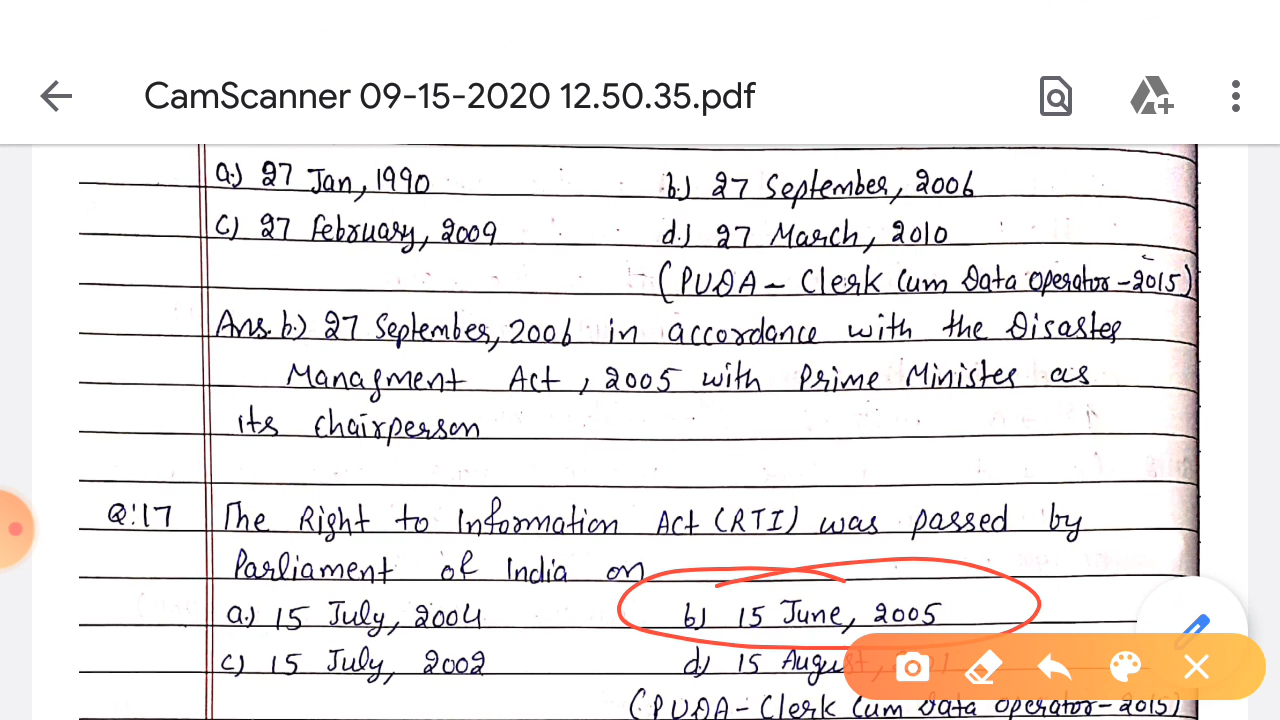 CamScanner 09-15-2020 12.50.35.pdf
a.) 27 Jan, 1990 b.) 27 September, 2006
c) 27 February, 2009 d.) 27 March, 2010
(PUDA - Clerk Cum Data Operator - 2015)
Ans. b.) 27 September, 2006 in accordance with the Disaster
Managment Act, 2005 with Prime Minister as
its Chairperson
Q:17 The Right to Information Act (RTI) was passed by
Parliament of India on
a.) 15 July, 2004 b) 15 June, 2005
c) 15 July, 2002 d) 15 August,
(PUDA - Clerk Cum Data Operator - 2015)